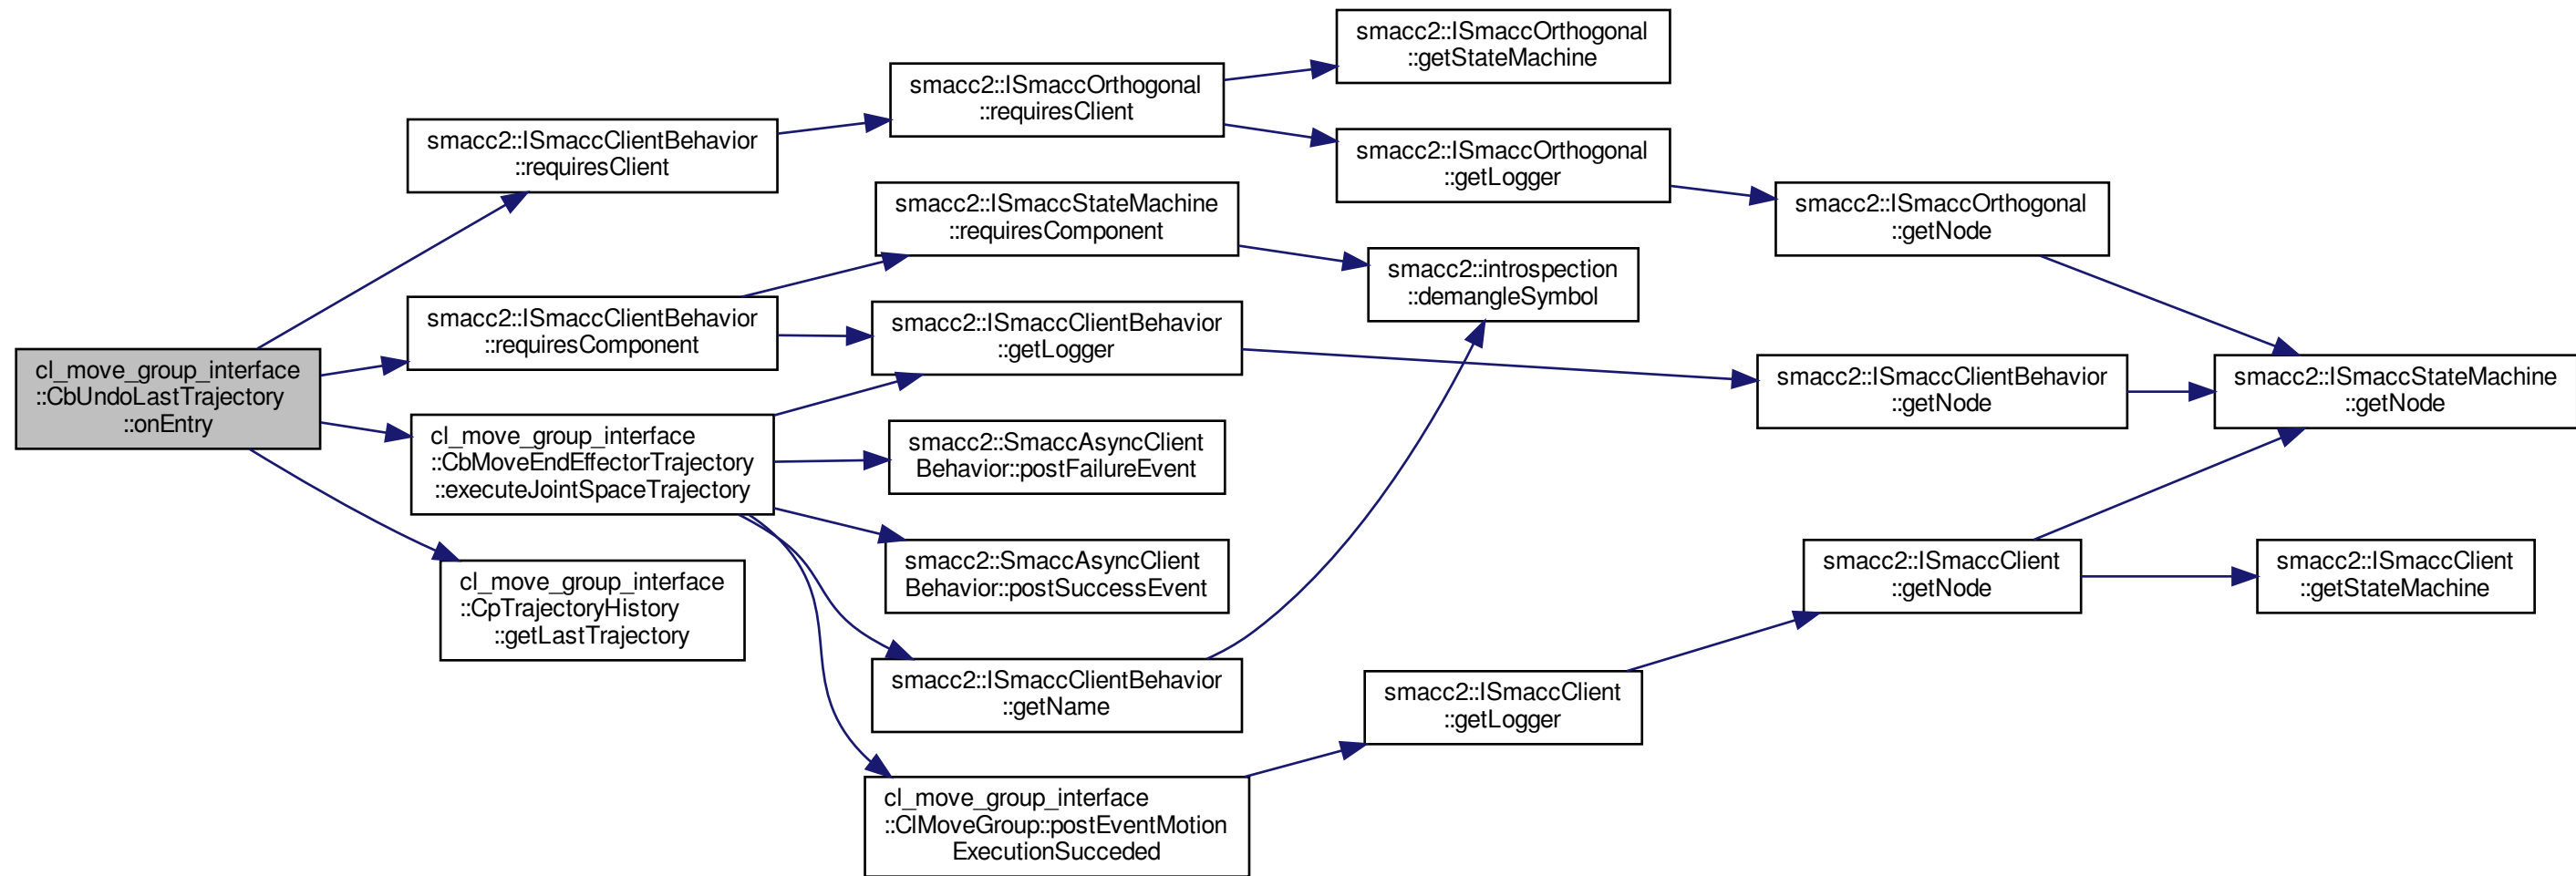 cl_move_group_interface
::CbUndoLastTrajectory
::onEntry
smacc2::ISmaccClientBehavior
::requiresClient
smacc2::ISmaccClientBehavior
::requiresComponent
cl_move_group_interface
::CbMoveEndEffectorTrajectory
::executeJointSpaceTrajectory
cl_move_group_interface
::CpTrajectoryHistory
::getLastTrajectory
smacc2::ISmaccOrthogonal
::requiresClient
smacc2::ISmaccStateMachine
::requiresComponent
smacc2::ISmaccClientBehavior
::getLogger
smacc2::SmaccAsyncClient
Behavior::postFailureEvent
smacc2::SmaccAsyncClient
Behavior::postSuccessEvent
smacc2::ISmaccClientBehavior
::getName
cl_move_group_interface
::ClMoveGroup::postEventMotion
ExecutionSucceded
smacc2::ISmaccOrthogonal
::getStateMachine
smacc2::ISmaccOrthogonal
::getLogger
smacc2::introspection
::demangleSymbol
smacc2::ISmaccClient
::getLogger
smacc2::ISmaccOrthogonal
::getNode
smacc2::ISmaccClientBehavior
::getNode
smacc2::ISmaccClient
::getNode
smacc2::ISmaccStateMachine
::getNode
smacc2::ISmaccClient
::getStateMachine